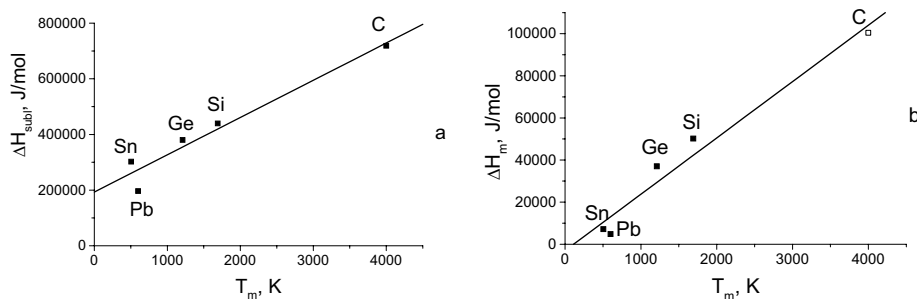 800000
600000
400000
200000
0
ΔH_subl, J/mol
0 1000 2000 3000 4000
T_m, K
C
Si
Ge
Sn
Pb
a
100000
80000
60000
40000
20000
0
ΔH_m, J/mol
0 1000 2000 3000 4000
T_m, K
C
Si
Ge
Sn
Pb
b